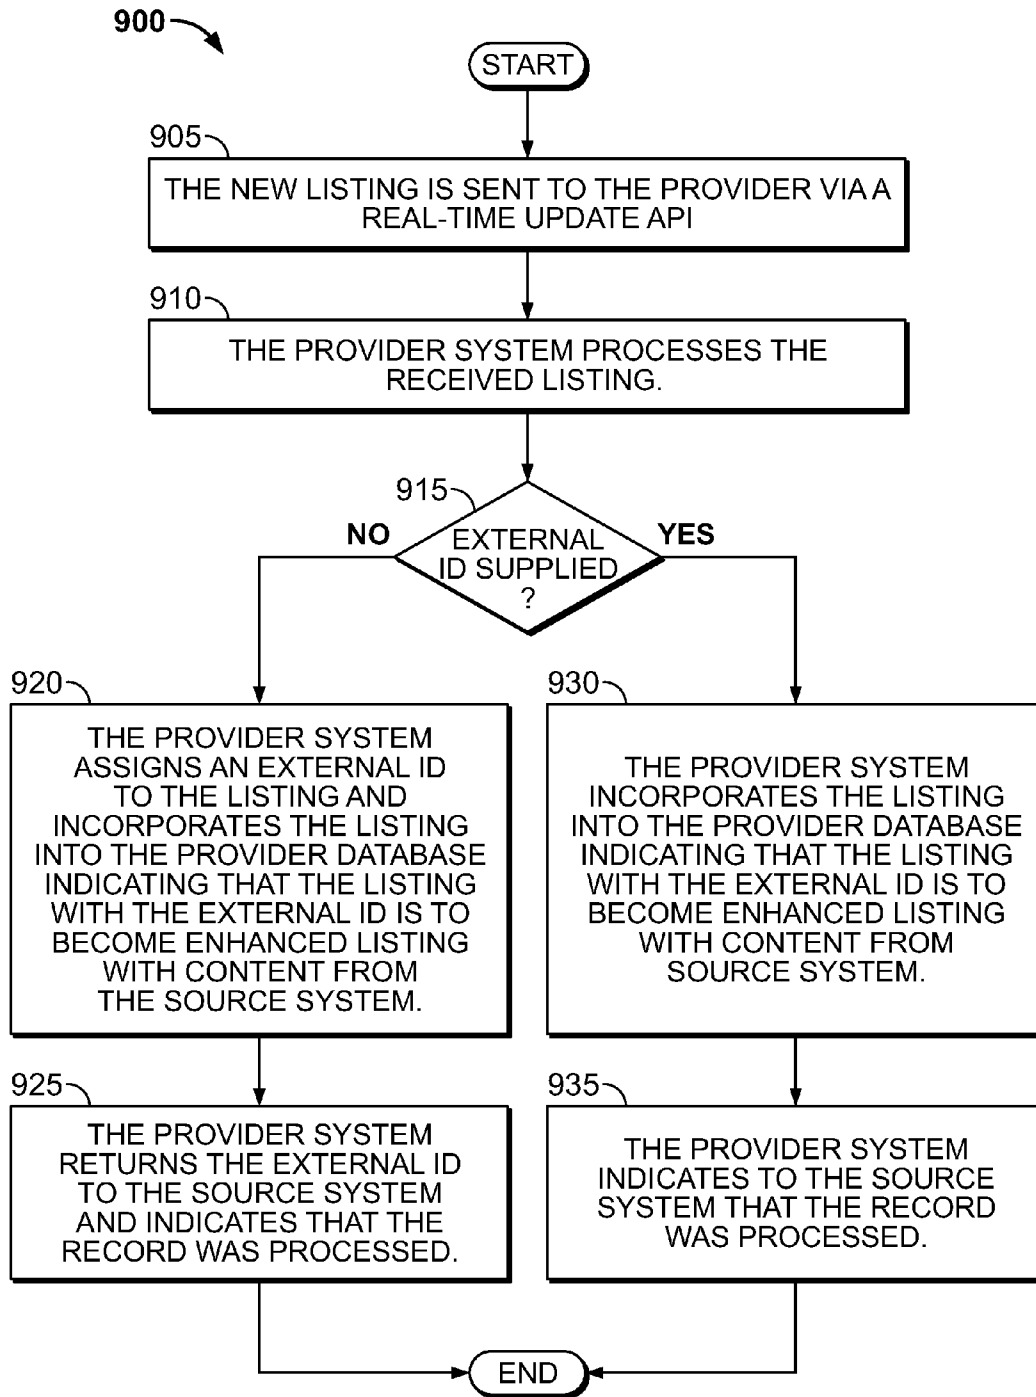 900
START
905
THE NEW LISTING IS SENT TO THE PROVIDER VIA A
REAL-TIME UPDATE API
910
THE PROVIDER SYSTEM PROCESSES THE
RECEIVED LISTING.
915
NO
YES
EXTERNAL
ID SUPPLIED
?
920
THE PROVIDER SYSTEM
ASSIGNS AN EXTERNAL ID
TO THE LISTING AND
INCORPORATES THE LISTING
INTO THE PROVIDER DATABASE
INDICATING THAT THE LISTING
WITH THE EXTERNAL ID IS TO
BECOME ENHANCED LISTING
WITH CONTENT FROM
THE SOURCE SYSTEM.
930
THE PROVIDER SYSTEM
INCORPORATES THE LISTING
INTO THE PROVIDER DATABASE
INDICATING THAT THE LISTING
WITH THE EXTERNAL ID IS TO
BECOME ENHANCED LISTING
WITH CONTENT FROM
SOURCE SYSTEM.
925
THE PROVIDER SYSTEM
RETURNS THE EXTERNAL ID
TO THE SOURCE SYSTEM
AND INDICATES THAT THE
RECORD WAS PROCESSED.
935
THE PROVIDER SYSTEM
INDICATES TO THE SOURCE
SYSTEM THAT THE RECORD
WAS PROCESSED.
END